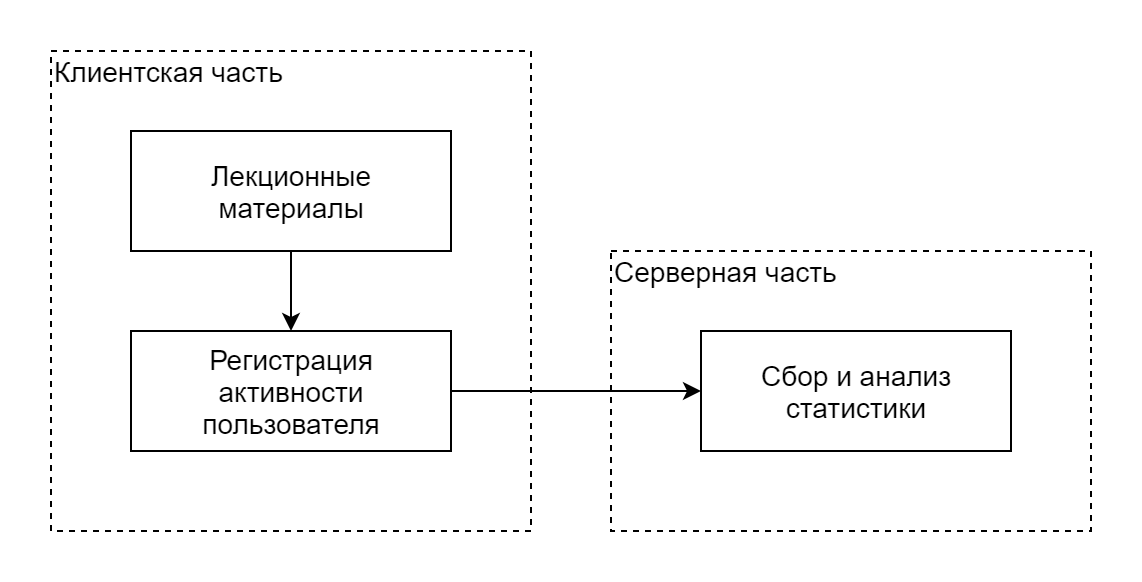 Клиентская часть
Лекционные
материалы
Серверная часть
Регистрация
активности
пользователя
Сбор и анализ
статистики